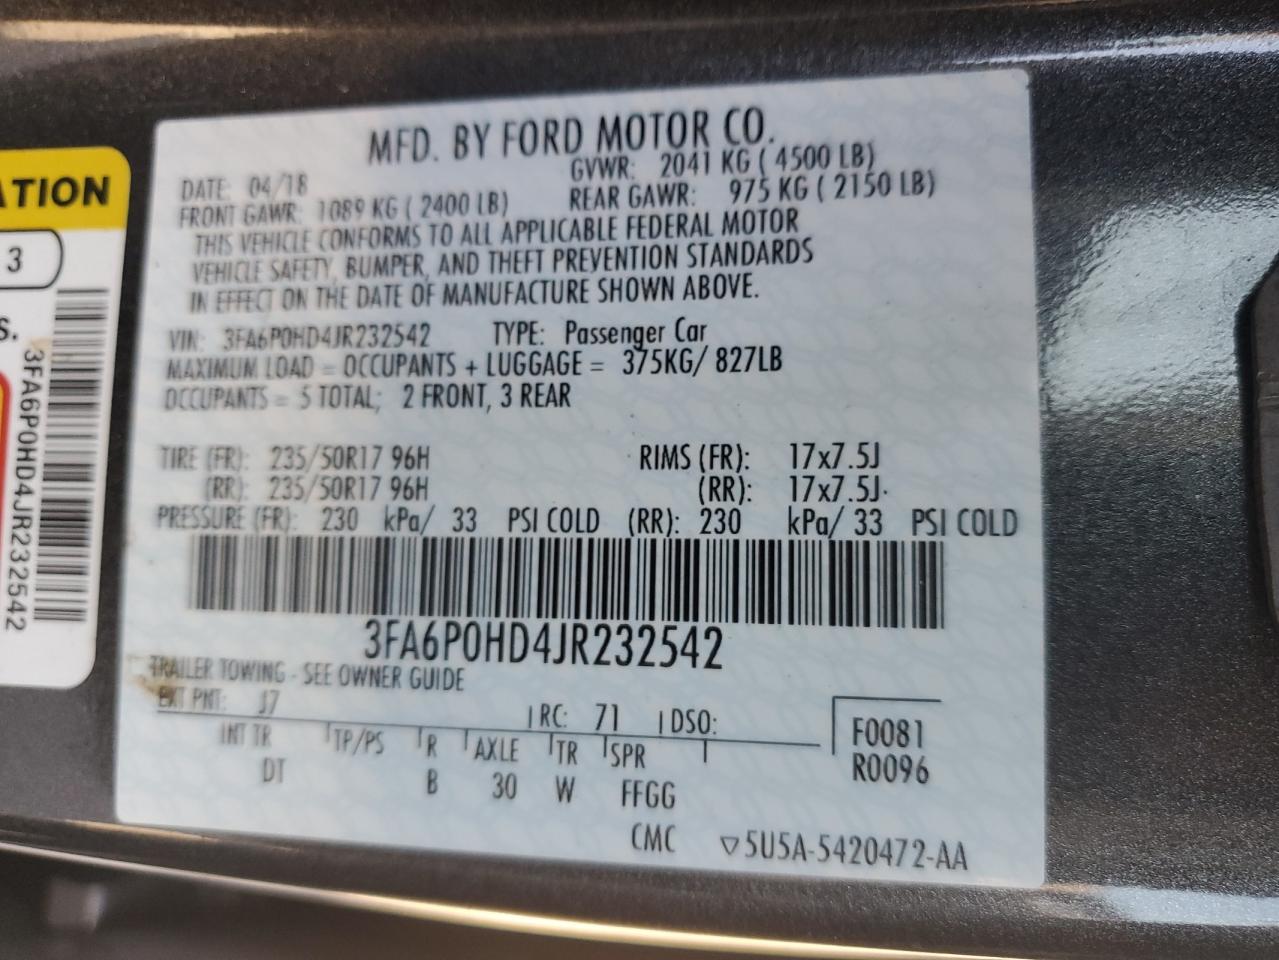 MFD. BY FORD MOTOR CO.
DATE: 04/18 GVWR: 2041 KG ( 4500 LB)
FRONT GAWR: 1089 KG ( 2400 LB) REAR GAWR: 975 KG ( 2150 LB)
THIS VEHICLE CONFORMS TO ALL APPLICABLE FEDERAL MOTOR
VEHICLE SAFETY, BUMPER, AND THEFT PREVENTION STANDARDS
IN EFFECT ON THE DATE OF MANUFACTURE SHOWN ABOVE.
VIN: 3FA6P0HD4JR232542 TYPE: Passenger Car
MAXIMUM LOAD = OCCUPANTS + LUGGAGE = 375KG/ 827LB
OCCUPANTS = 5 TOTAL; 2 FRONT, 3 REAR
TIRE (FR): 235/50R17 96H RIMS (FR): 17x7.5J
(RR): 235/50R17 96H (RR): 17x7.5J
PRESSURE (FR): 230 kPa/ 33 PSI COLD (RR): 230 kPa/ 33 PSI COLD
3FA6P0HD4JR232542
TRAILER TOWING - SEE OWNER GUIDE
EXT PNT: J7 RC: 71 DSO:
INT TR TP/PS R AXLE TR SPR
DT B 30 W FFGG
F0081
R0096
CMC ▽5U5A-5420472-AA
ATION
3
S.
3FA6P0HD4JR232542